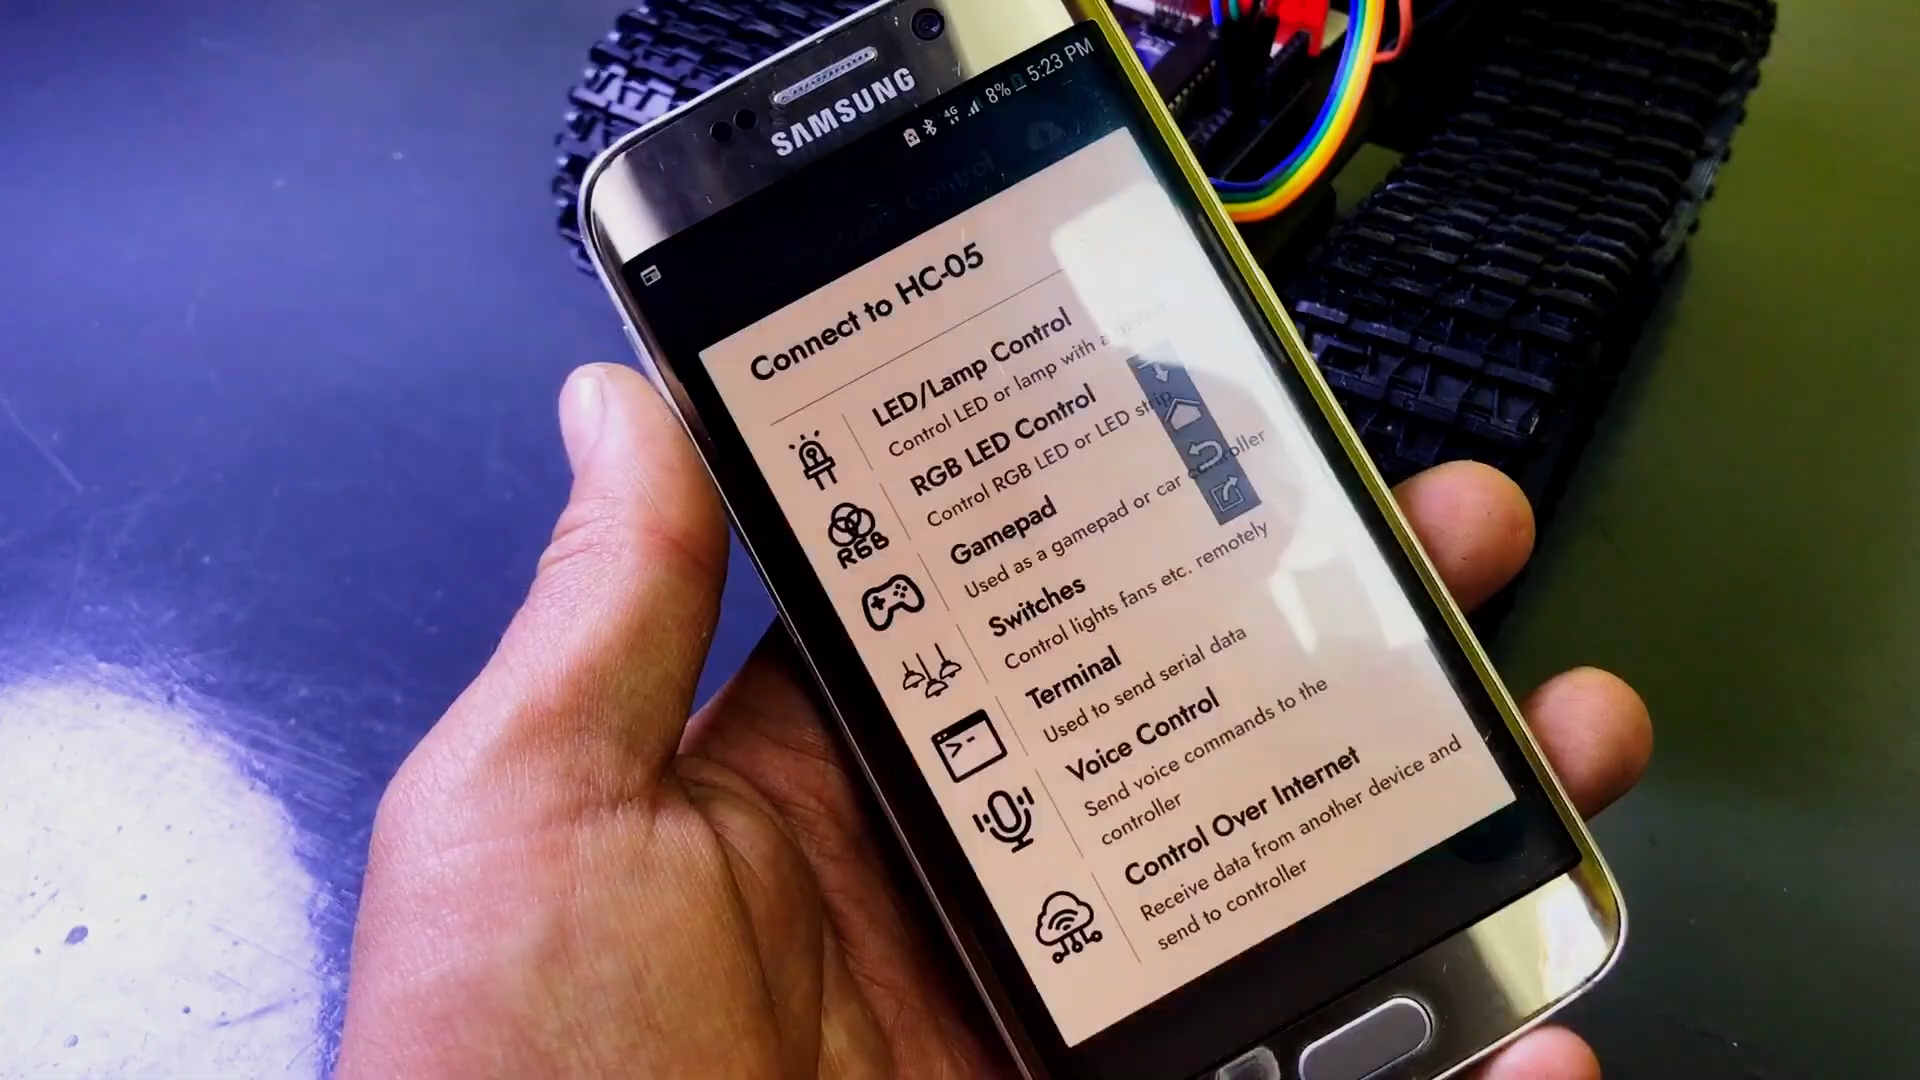 SAMSUNG
4G 8% 5:23 PM
Control
Connect to HC-05
LED/Lamp Control
Control LED or lamp with a
RGB LED Control
Control RGB LED or LED strip
RGB
Gamepad
Used as a gamepad or car controller
Switches
Control lights fans etc. remotely
Terminal
Used to send serial data
Voice Control
Send voice commands to the
controller
Control Over Internet
Receive data from another device and
send to controller